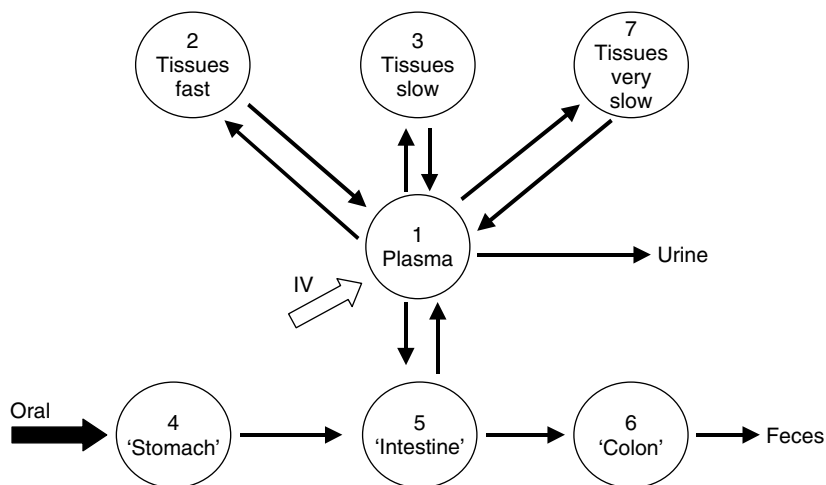 2
Tissues
fast
3
Tissues
slow
7
Tissues
very
slow
1
Plasma
Urine
IV
Oral
4
'Stomach'
5
'Intestine'
6
'Colon'
Feces